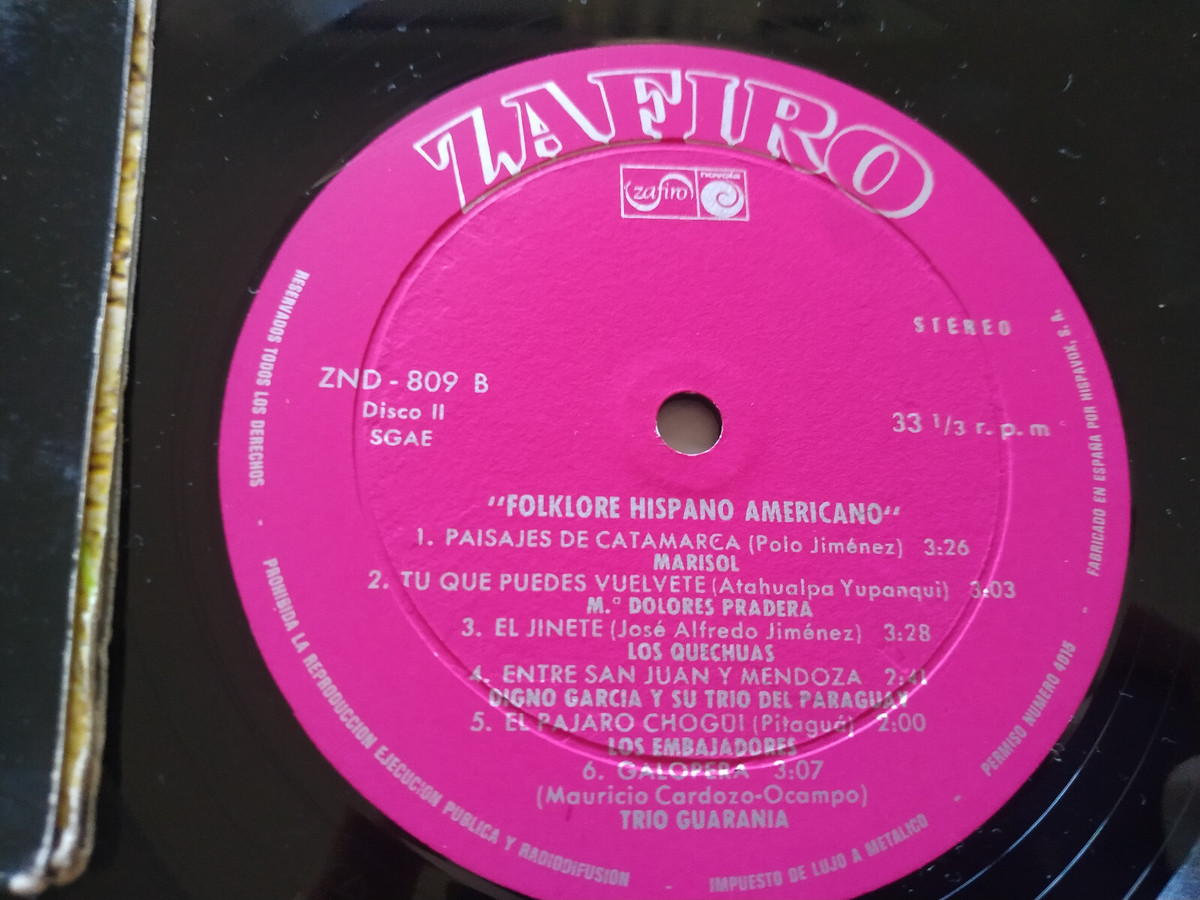 ZAFIRO
zafiro
novola
STEREO
ZND - 809 B
Disco II
SGAE
33 1/3 r. p. m
"FOLKLORE HISPANO AMERICANO"
1. PAISAJES DE CATAMARCA (Polo Jiménez) 3:26
MARISOL
2. TU QUE PUEDES VUELVETE (Atahualpa Yupanqui) 3:03
M.ª DOLORES PRADERA
3. EL JINETE (José Alfredo Jiménez) 3:28
LOS QUECHUAS
4. ENTRE SAN JUAN Y MENDOZA 2:41
DIGNO GARCIA Y SU TRIO DEL PARAGUAY
5. EL PAJARO CHOGÜI (Pitaguá) 2:00
LOS EMBAJADORES
6. GALOPERA 3:07
(Mauricio Cardozo-Ocampo)
TRIO GUARANIA
RESERVADOS TODOS LOS DERECHOS
PROHIBIDA LA REPRODUCCION EJECUCION PUBLICA Y RADIODIFUSION
IMPUESTO DE LUJO A METALICO
PERMISO NUMERO 4015
FABRICADO EN ESPAÑA POR HISPAVOX, S. A.